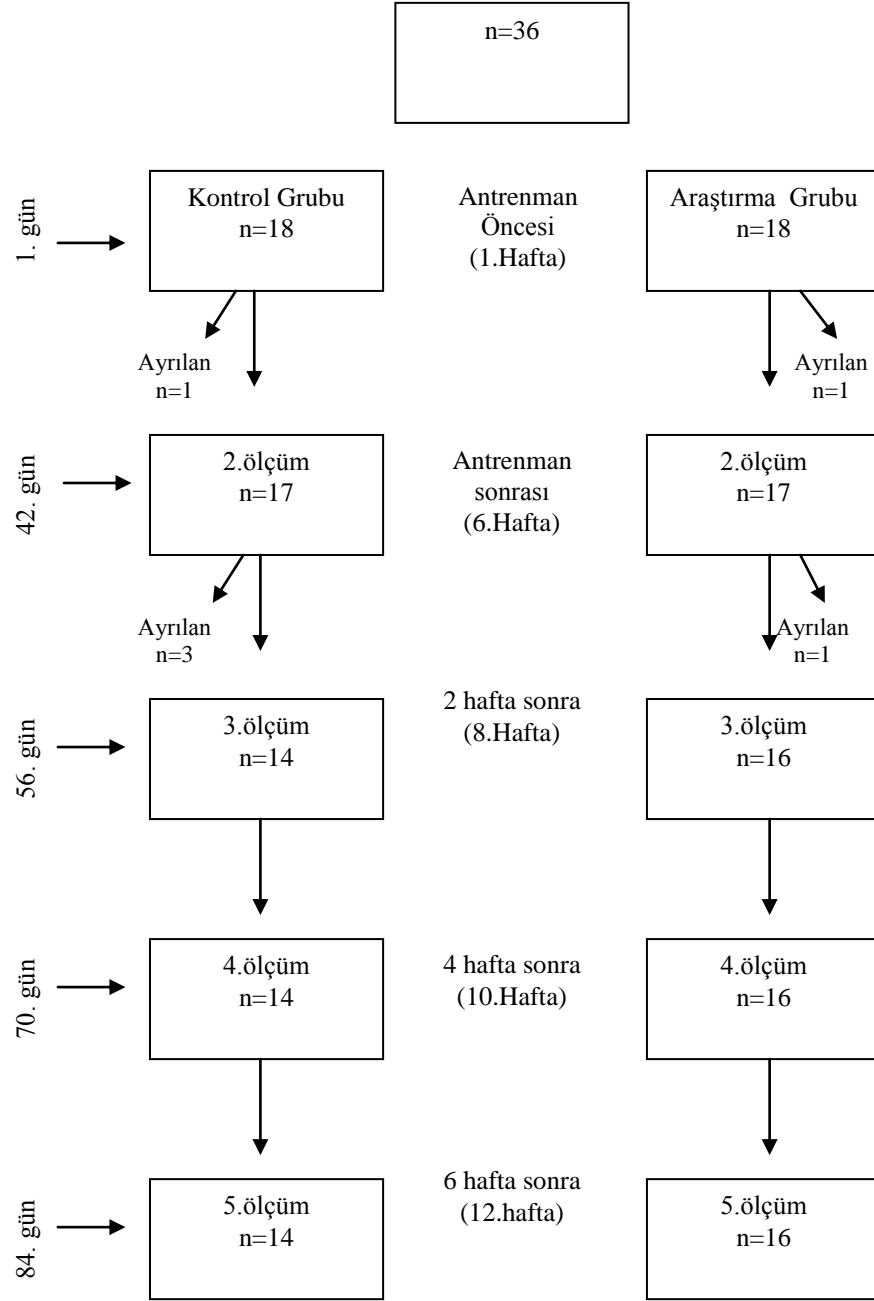 n=36
1. gün
Kontrol Grubu
n=18
Antrenman
Öncesi
(1.Hafta)
Araştırma Grubu
n=18
Ayrılan
n=1
Ayrılan
n=1
42. gün
2.ölçüm
n=17
Antrenman
sonrası
(6.Hafta)
2.ölçüm
n=17
Ayrılan
n=3
Ayrılan
n=1
56. gün
3.ölçüm
n=14
2 hafta sonra
(8.Hafta)
3.ölçüm
n=16
70. gün
4.ölçüm
n=14
4 hafta sonra
(10.Hafta)
4.ölçüm
n=16
84. gün
5.ölçüm
n=14
6 hafta sonra
(12.hafta)
5.ölçüm
n=16